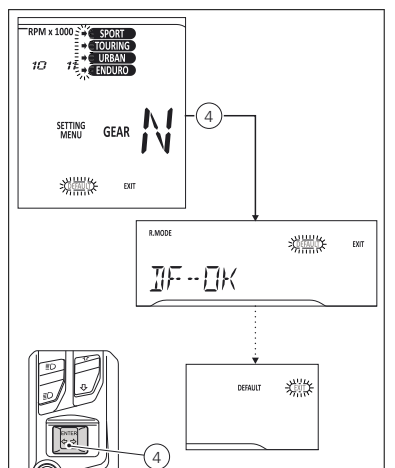 RPM x 1000
SPORT
TOURING
URBAN
ENDURO
10 11
SETTING
MENU
GEAR N
DEFAULT EXIT
4
R.MODE
DEFAULT EXIT
DF--OK
DEFAULT EXIT
ENTER
4